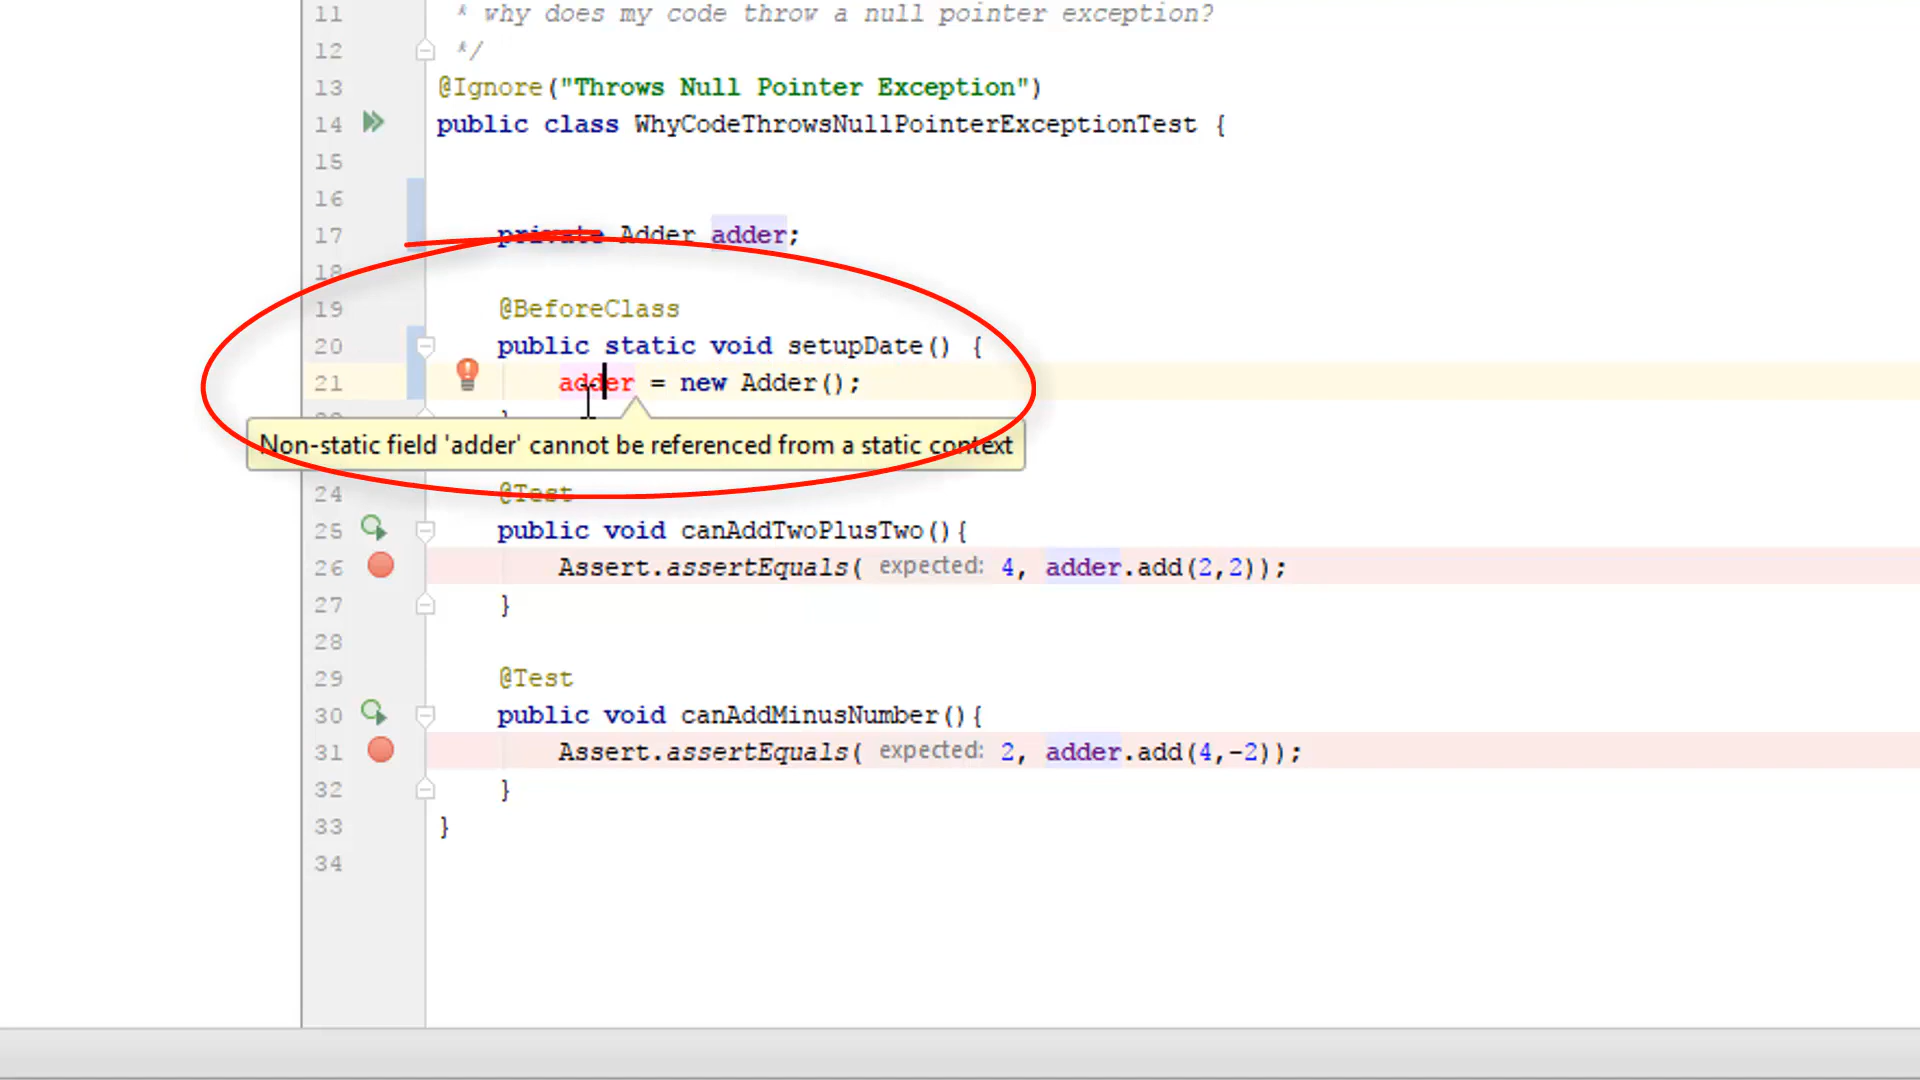 11 * why does my code throw a null pointer exception?
12 */
13 @Ignore("Throws Null Pointer Exception")
14 public class WhyCodeThrowsNullPointerExceptionTest {
15
16
17 private Adder adder;
18
19 @BeforeClass
20 public static void setupDate() {
21 adder = new Adder();
Non-static field 'adder' cannot be referenced from a static context
24 @Test
25 public void canAddTwoPlusTwo(){
26 Assert.assertEquals( expected: 4, adder.add(2,2));
27 }
28
29 @Test
30 public void canAddMinusNumber(){
31 Assert.assertEquals( expected: 2, adder.add(4,-2));
32 }
33 }
34